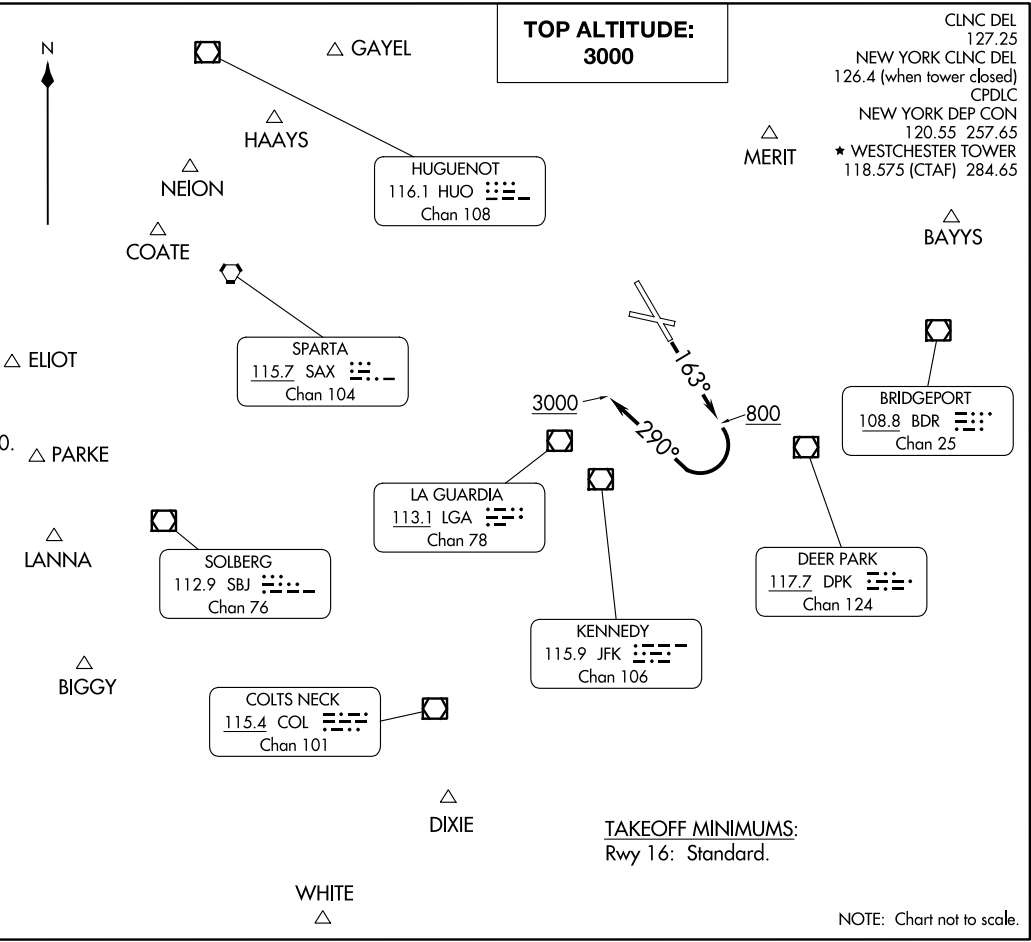 TOP ALTITUDE:
3000
CLNC DEL
127.25
NEW YORK CLNC DEL
126.4 (when tower closed)
CPDLC
NEW YORK DEP CON
120.55 257.65
★ WESTCHESTER TOWER
118.575 (CTAF) 284.65
N
GAYEL
HAAYS
MERIT
NEION
HUGUENOT
116.1 HUO
Chan 108
COATE
BAYYS
SPARTA
115.7 SAX
Chan 104
ELIOT
163°
3000
800
290°
BRIDGEPORT
108.8 BDR
Chan 25
0.
PARKE
LA GUARDIA
113.1 LGA
Chan 78
LANNA
SOLBERG
112.9 SBJ
Chan 76
DEER PARK
117.7 DPK
Chan 124
KENNEDY
115.9 JFK
Chan 106
BIGGY
COLTS NECK
115.4 COL
Chan 101
DIXIE
TAKEOFF MINIMUMS:
Rwy 16: Standard.
WHITE
NOTE: Chart not to scale.